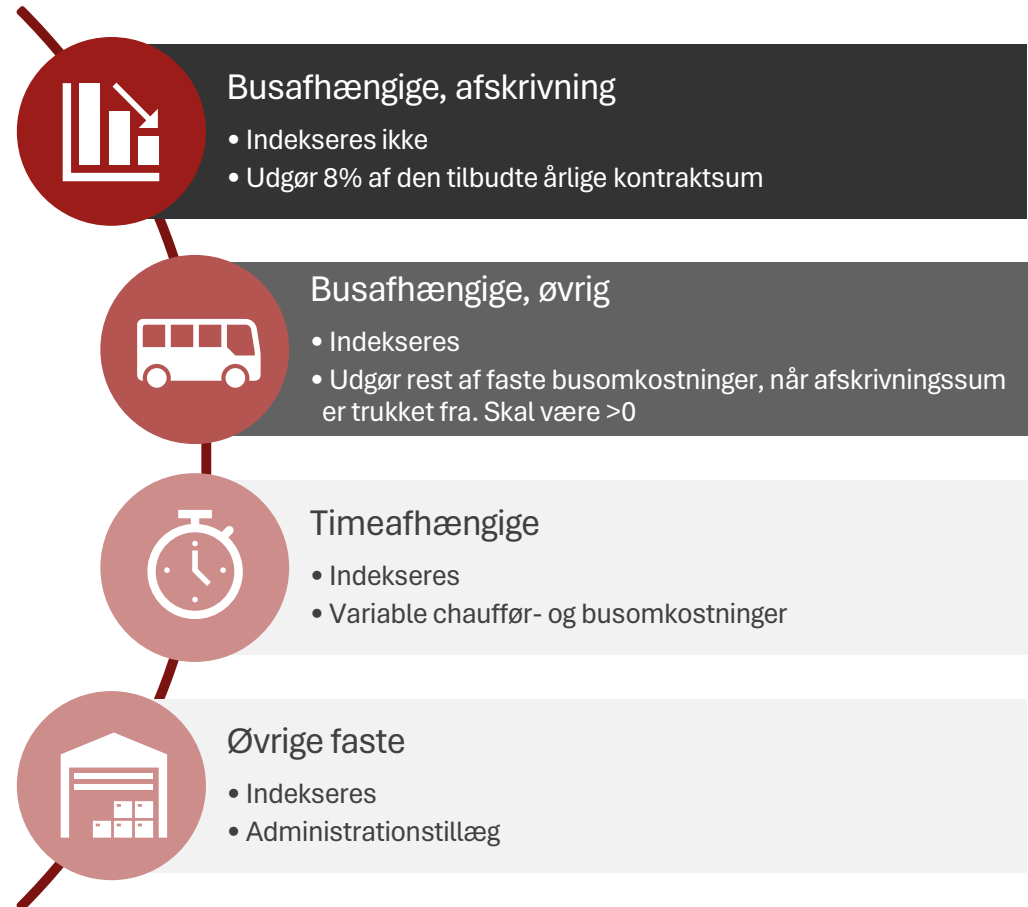 Busafhængige, afskrivning
• Indekseres ikke
• Udgør 8% af den tilbudte årlige kontraktsum
Busafhængige, øvrig
• Indekseres
• Udgør rest af faste busomkostninger, når afskrivningssum
er trukket fra. Skal være >0
Timeafhængige
• Indekseres
• Variable chauffør- og busomkostninger
Øvrige faste
• Indekseres
• Administrationstillæg